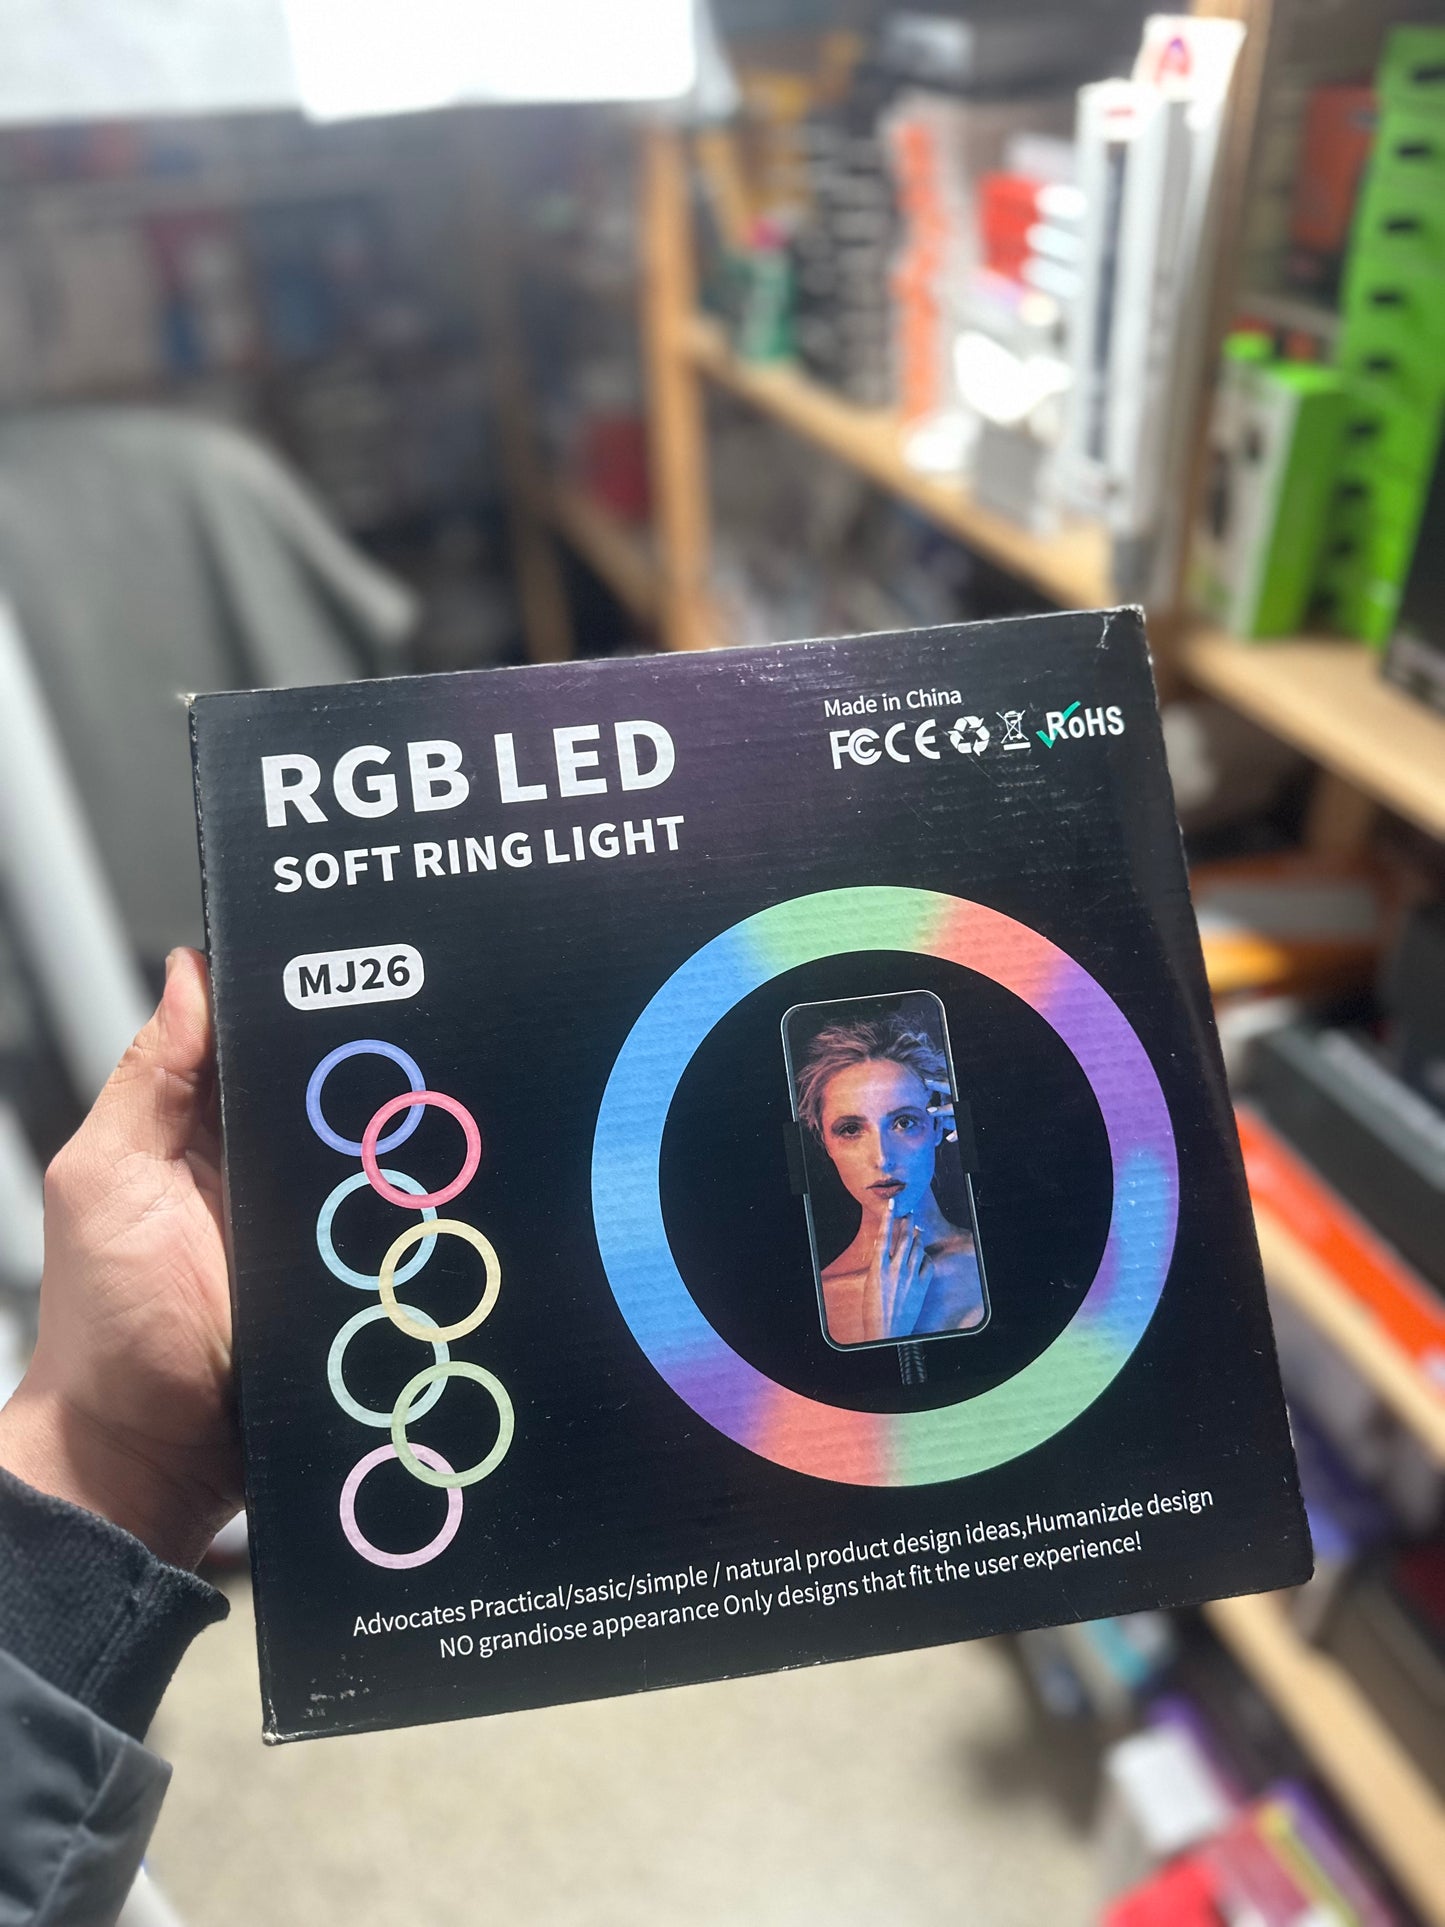 RGB LED
SOFT RING LIGHT
Made in China
FC CE RoHS
MJ26
Advocates Practical/sasic/simple / natural product design ideas,Humanizde design
NO grandiose appearance Only designs that fit the user experience!